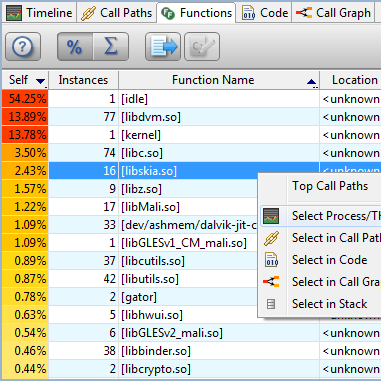 Timeline Call Paths Functions Code Call Graph
? % Σ
Self Instances Function Name Location
54.25% 1 [idle] <unknown
13.89% 77 [libdvm.so] <unknown
13.78% 1 [kernel] <unknown
3.50% 74 [libc.so] <unknown
2.43% 16 [libskia.so] <unknown
1.57% 9 [libz.so]
1.22% 17 [libMali.so]
1.09% 33 [dev/ashmem/dalvik-jit-c
1.09% 1 [libGLESv1_CM_mali.so]
0.89% 37 [libcutils.so]
0.87% 42 [libutils.so]
0.78% 2 [gator]
0.63% 5 [libhwui.so]
0.54% 6 [libGLESv2_mali.so] <unknown
0.46% 38 [libbinder.so] <unknown
0.44% 2 [libcrypto.so] <unknown
Top Call Paths
Select Process/Th
Select in Call Path
Select in Code
Select in Call Gra
Select in Stack